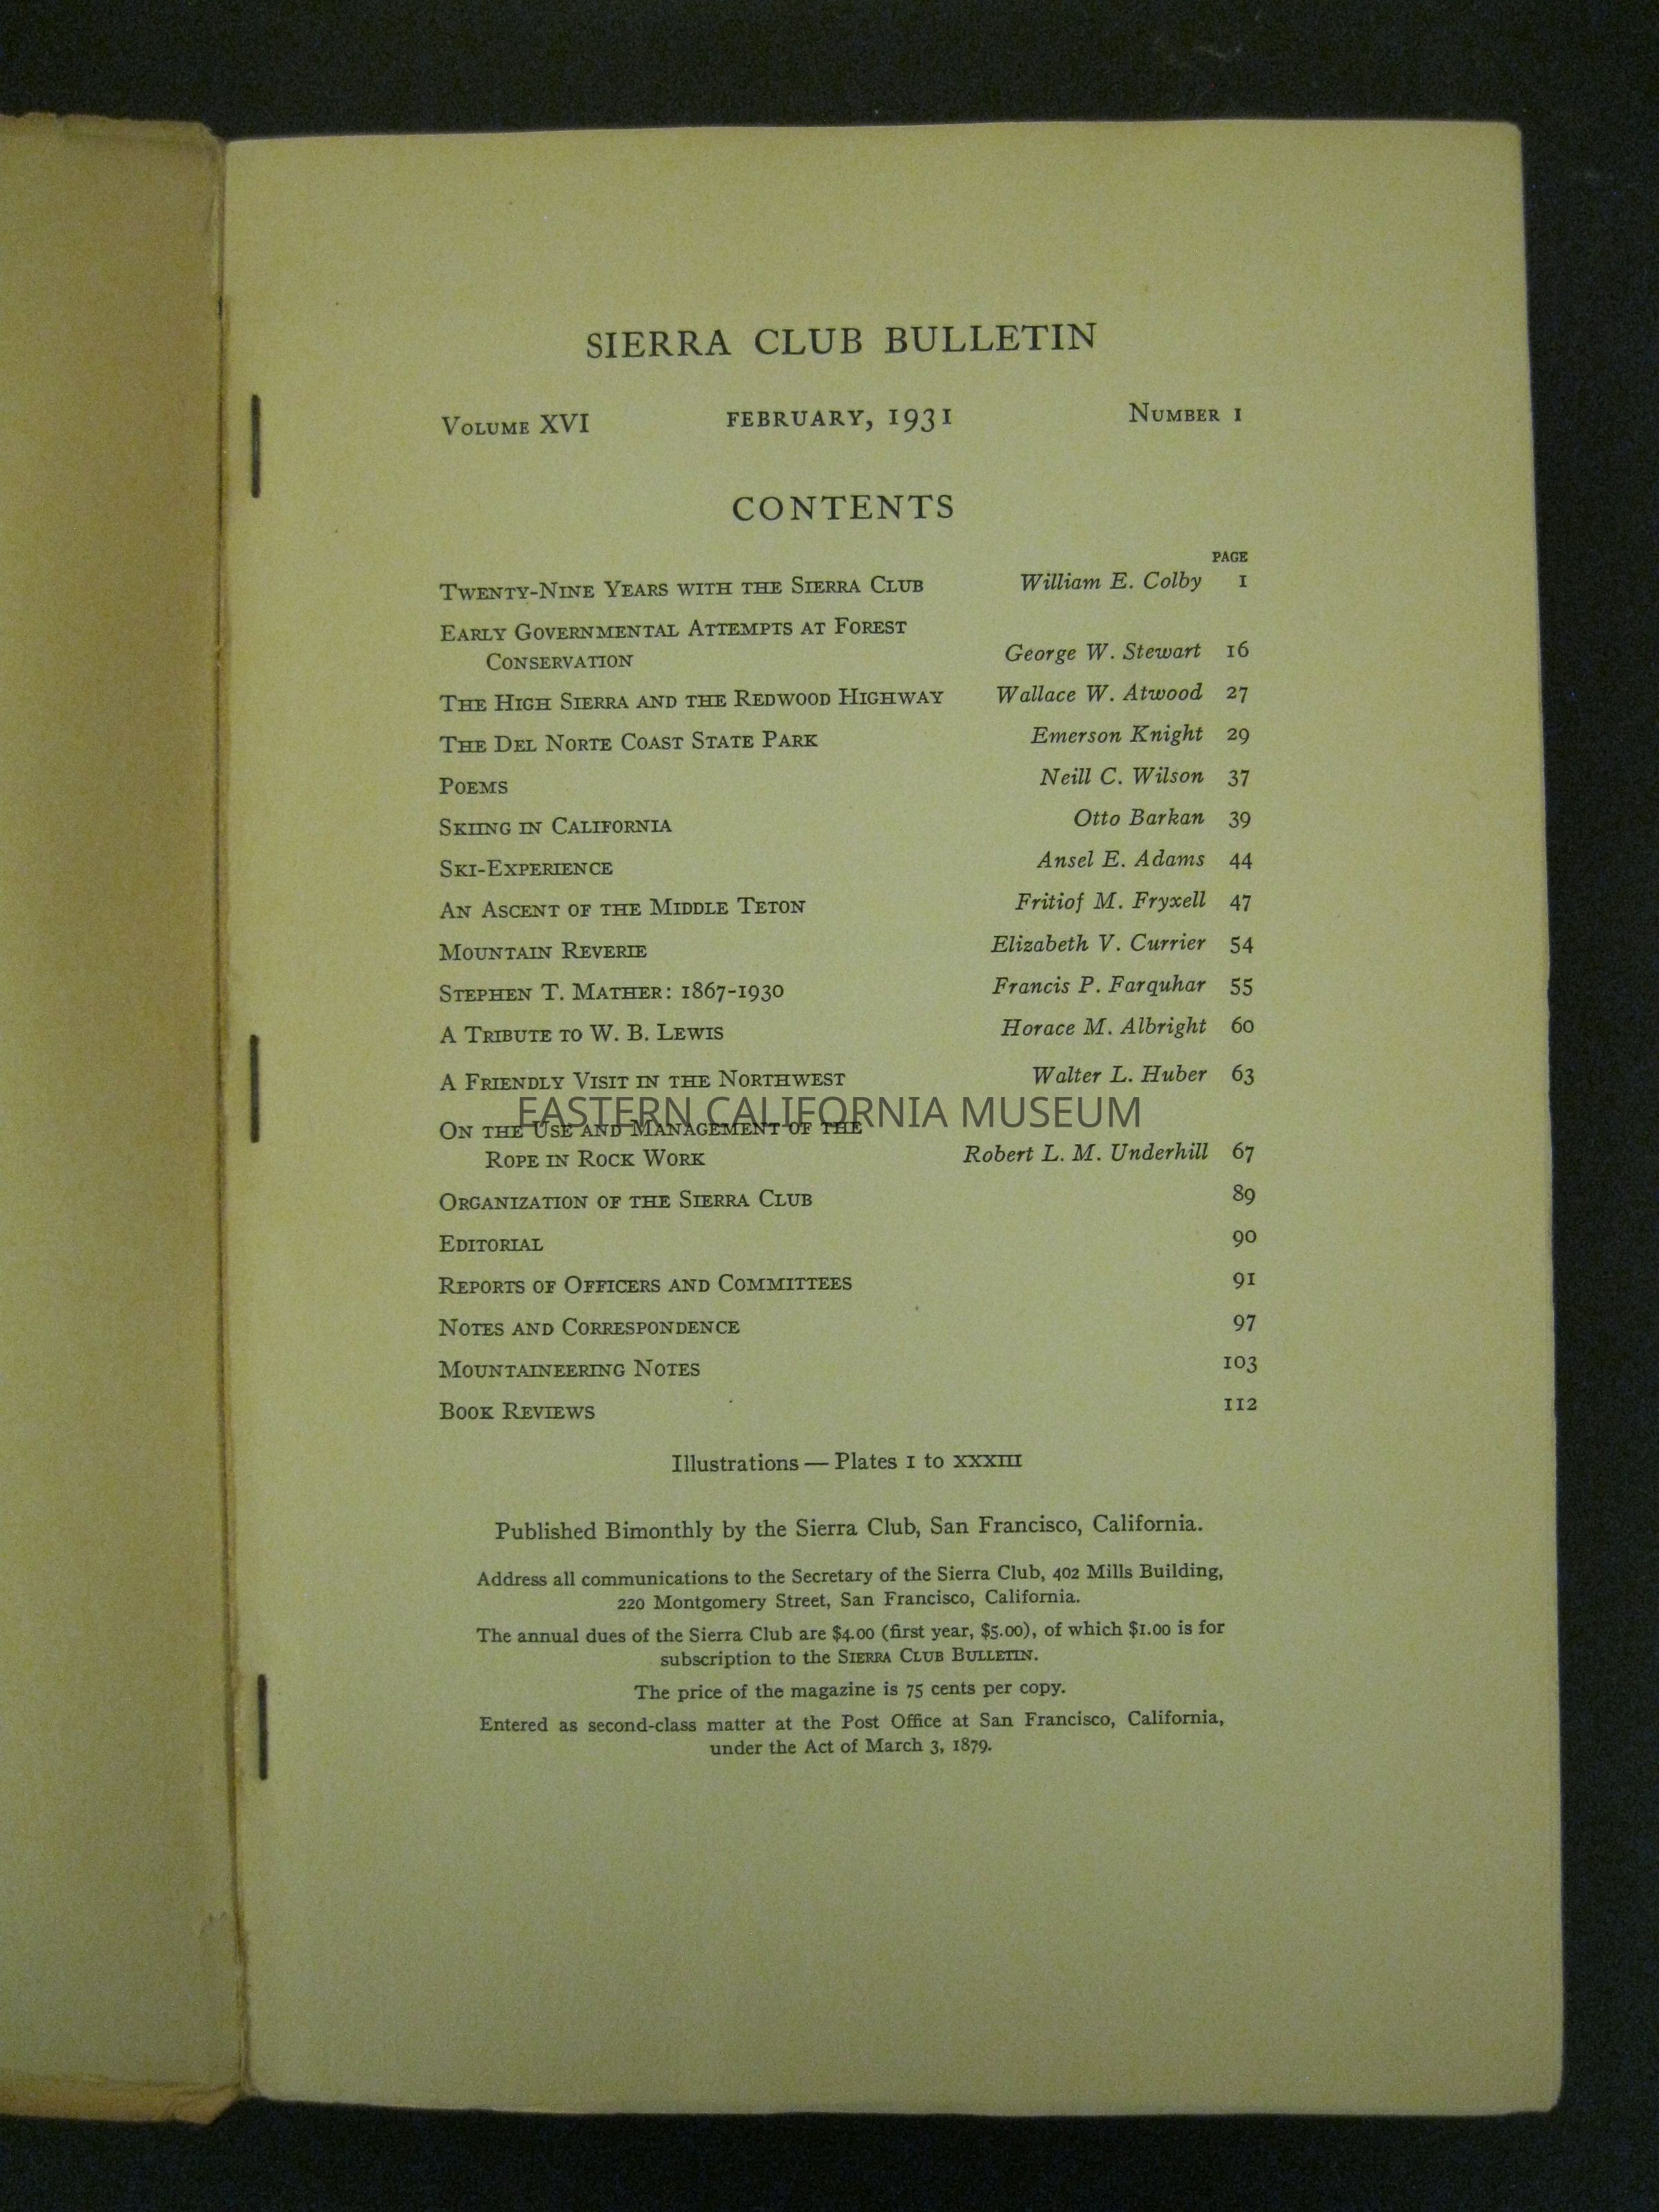 SIERRA CLUB BULLETIN
VOLUME XVI FEBRUARY, 1931 NUMBER 1
CONTENTS
PAGE
TWENTY-NINE YEARS WITH THE SIERRA CLUB William E. Colby 1
EARLY GOVERNMENTAL ATTEMPTS AT FOREST
CONSERVATION George W. Stewart 16
THE HIGH SIERRA AND THE REDWOOD HIGHWAY Wallace W. Atwood 27
THE DEL NORTE COAST STATE PARK Emerson Knight 29
POEMS Neill C. Wilson 37
SKIING IN CALIFORNIA Otto Barkan 39
SKI-EXPERIENCE Ansel E. Adams 44
AN ASCENT OF THE MIDDLE TETON Fritiof M. Fryxell 47
MOUNTAIN REVERIE Elizabeth V. Currier 54
STEPHEN T. MATHER: 1867-1930 Francis P. Farquhar 55
A TRIBUTE TO W. B. LEWIS Horace M. Albright 60
A FRIENDLY VISIT IN THE NORTHWEST Walter L. Huber 63
EASTERN CALIFORNIA MUSEUM
ON THE USE AND MANAGEMENT OF THE
ROPE IN ROCK WORK Robert L. M. Underhill 67
ORGANIZATION OF THE SIERRA CLUB 89
EDITORIAL 90
REPORTS OF OFFICERS AND COMMITTEES 91
NOTES AND CORRESPONDENCE 97
MOUNTAINEERING NOTES 103
BOOK REVIEWS 112
Illustrations — Plates I to XXXIII
Published Bimonthly by the Sierra Club, San Francisco, California.
Address all communications to the Secretary of the Sierra Club, 402 Mills Building,
220 Montgomery Street, San Francisco, California.
The annual dues of the Sierra Club are $4.00 (first year, $5.00), of which $1.00 is for
subscription to the SIERRA CLUB BULLETIN.
The price of the magazine is 75 cents per copy.
Entered as second-class matter at the Post Office at San Francisco, California,
under the Act of March 3, 1879.